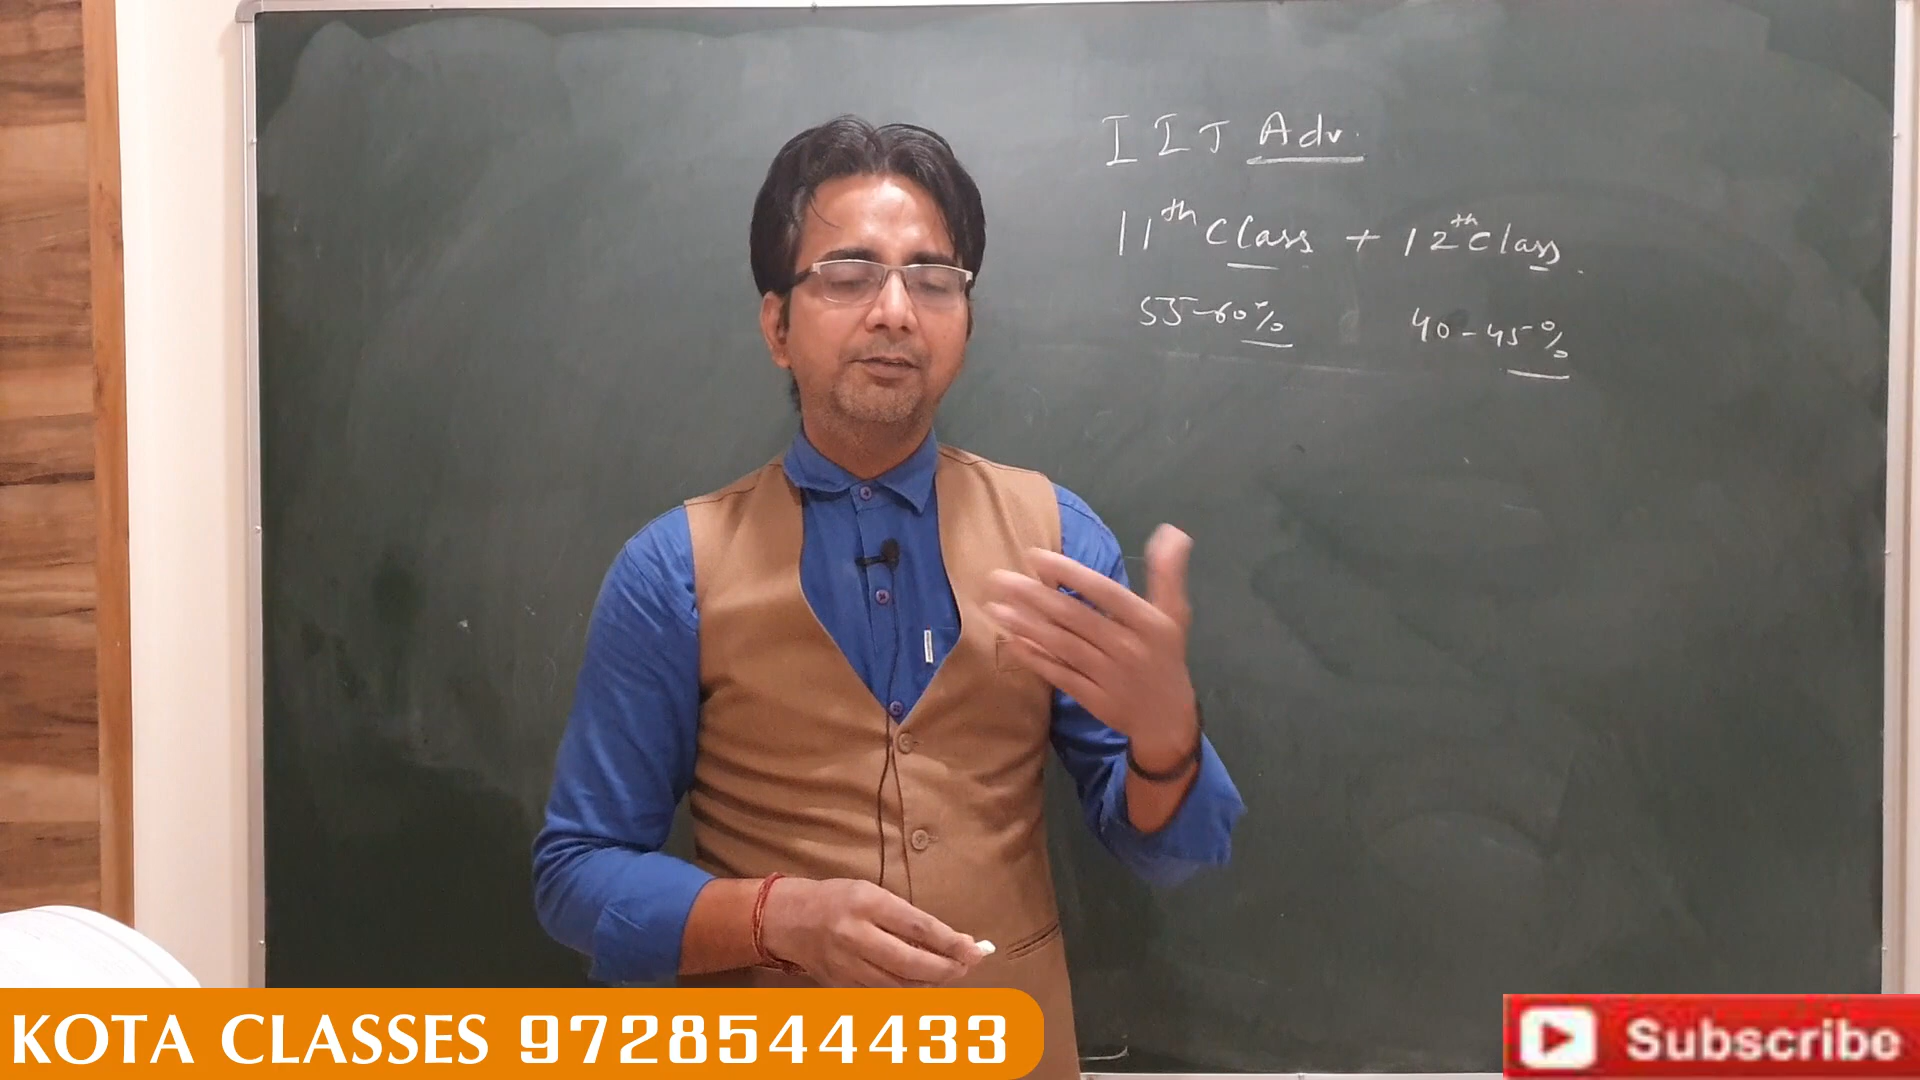 IIT Adv.
11th Class + 12th Class.
55-60% 40-45%
KOTA CLASSES 9728544433
Subscribe